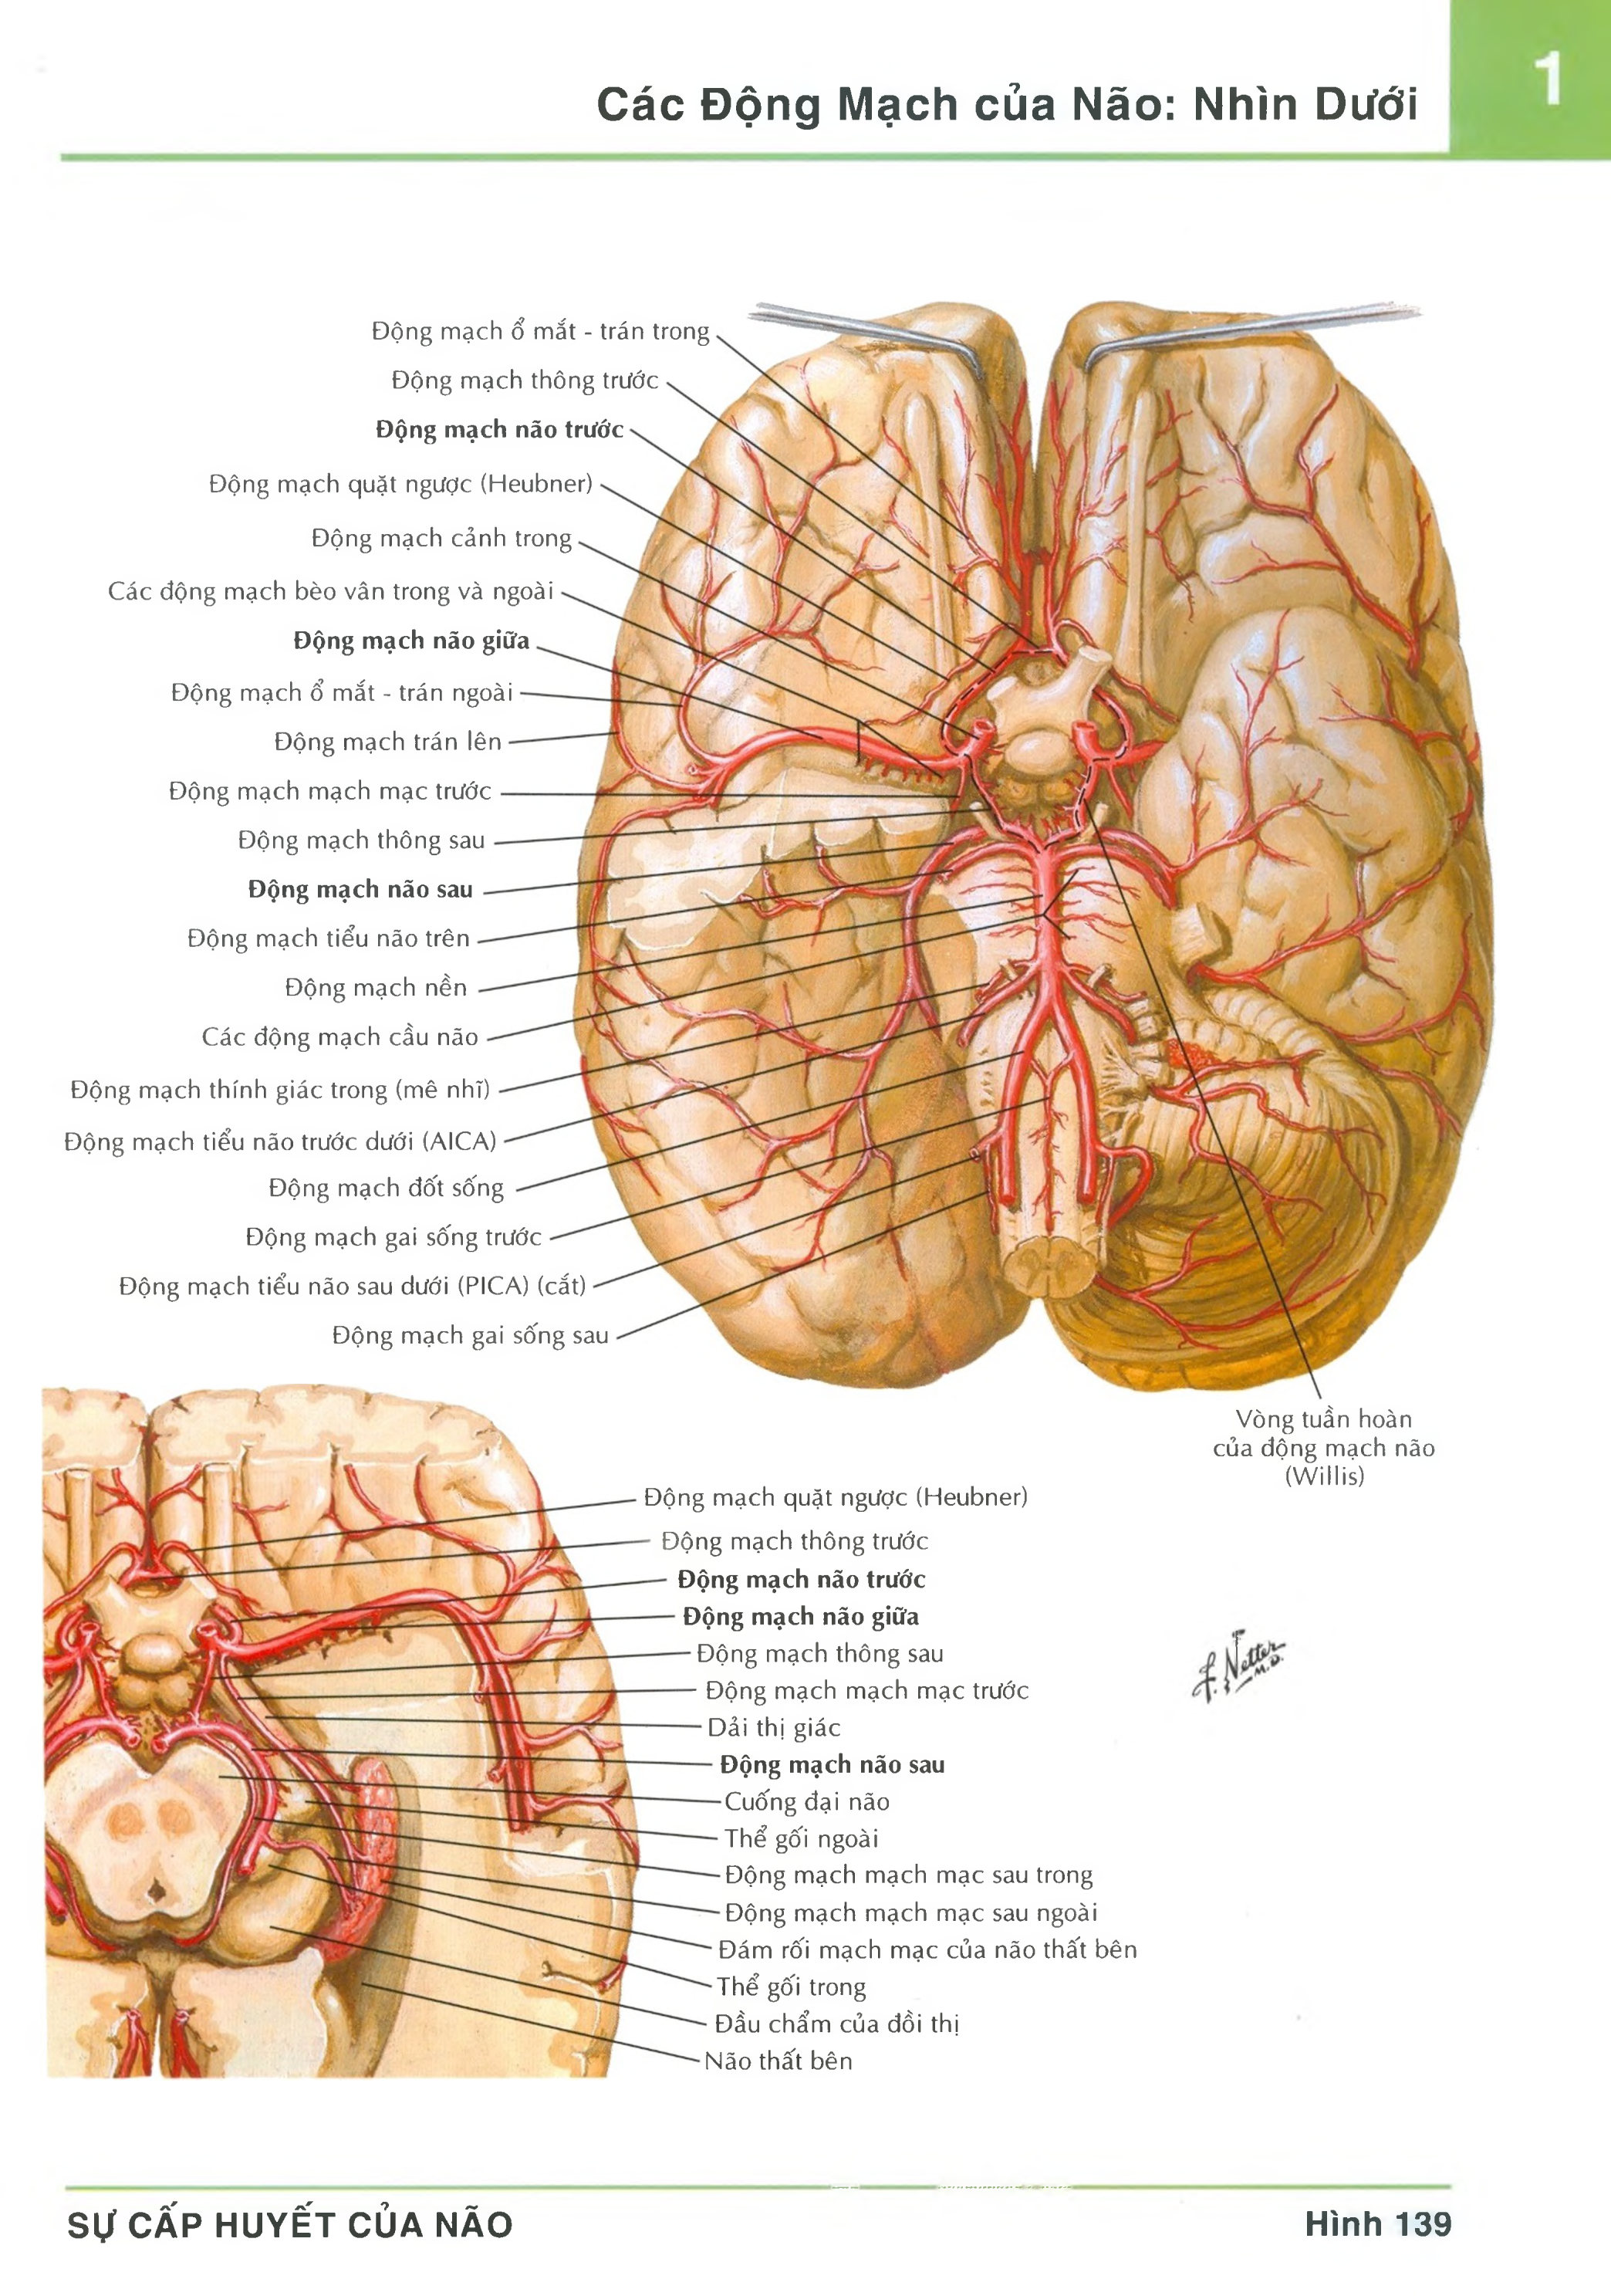 1
Các Động Mạch của Não: Nhìn Dưới
Động mạch ổ mắt - trán trong
Động mạch thông trước
Động mạch não trước
Động mạch quặt ngược (Heubner)
Động mạch cảnh trong
Các động mạch bèo vân trong và ngoài
Động mạch não giữa
Động mạch ổ mắt - trán ngoài
Động mạch trán lên
Động mạch mạch mạc trước
Động mạch thông sau
Động mạch não sau
Động mạch tiểu não trên
Động mạch nền
Các động mạch cầu não
Động mạch thính giác trong (mê nhĩ)
Động mạch tiểu não trước dưới (AICA)
Động mạch đốt sống
Động mạch gai sống trước
Động mạch tiểu não sau dưới (PICA) (cắt)
Động mạch gai sống sau
Vòng tuần hoàn
của động mạch não
(Willis)
Động mạch quặt ngược (Heubner)
Động mạch thông trước
Động mạch não trước
Động mạch não giữa
Động mạch thông sau
Động mạch mạch mạc trước
Dải thị giác
Động mạch não sau
Cuống đại não
Thể gối ngoài
Động mạch mạch mạc sau trong
Động mạch mạch mạc sau ngoài
Đám rối mạch mạc của não thất bên
Thể gối trong
Đầu chẩm của đồi thị
Não thất bên
F. Netter
M.D.
SỰ CẤP HUYẾT CỦA NÃO
Hình 139